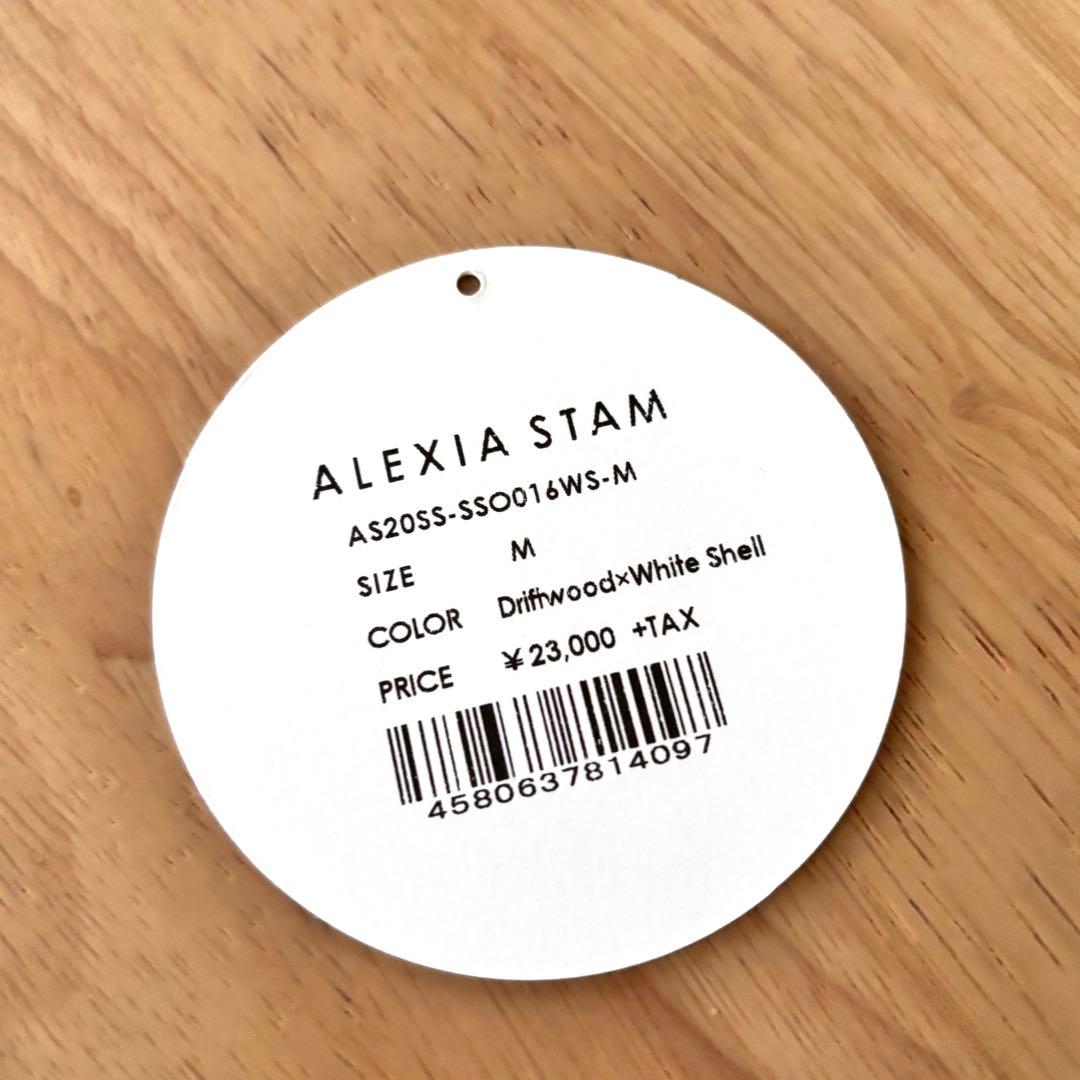 ALEXIA STAM
AS20SS-SSO016WS-M
SIZE M
COLOR Driftwood×White Shell
PRICE ¥23,000 +TAX
4580637814097